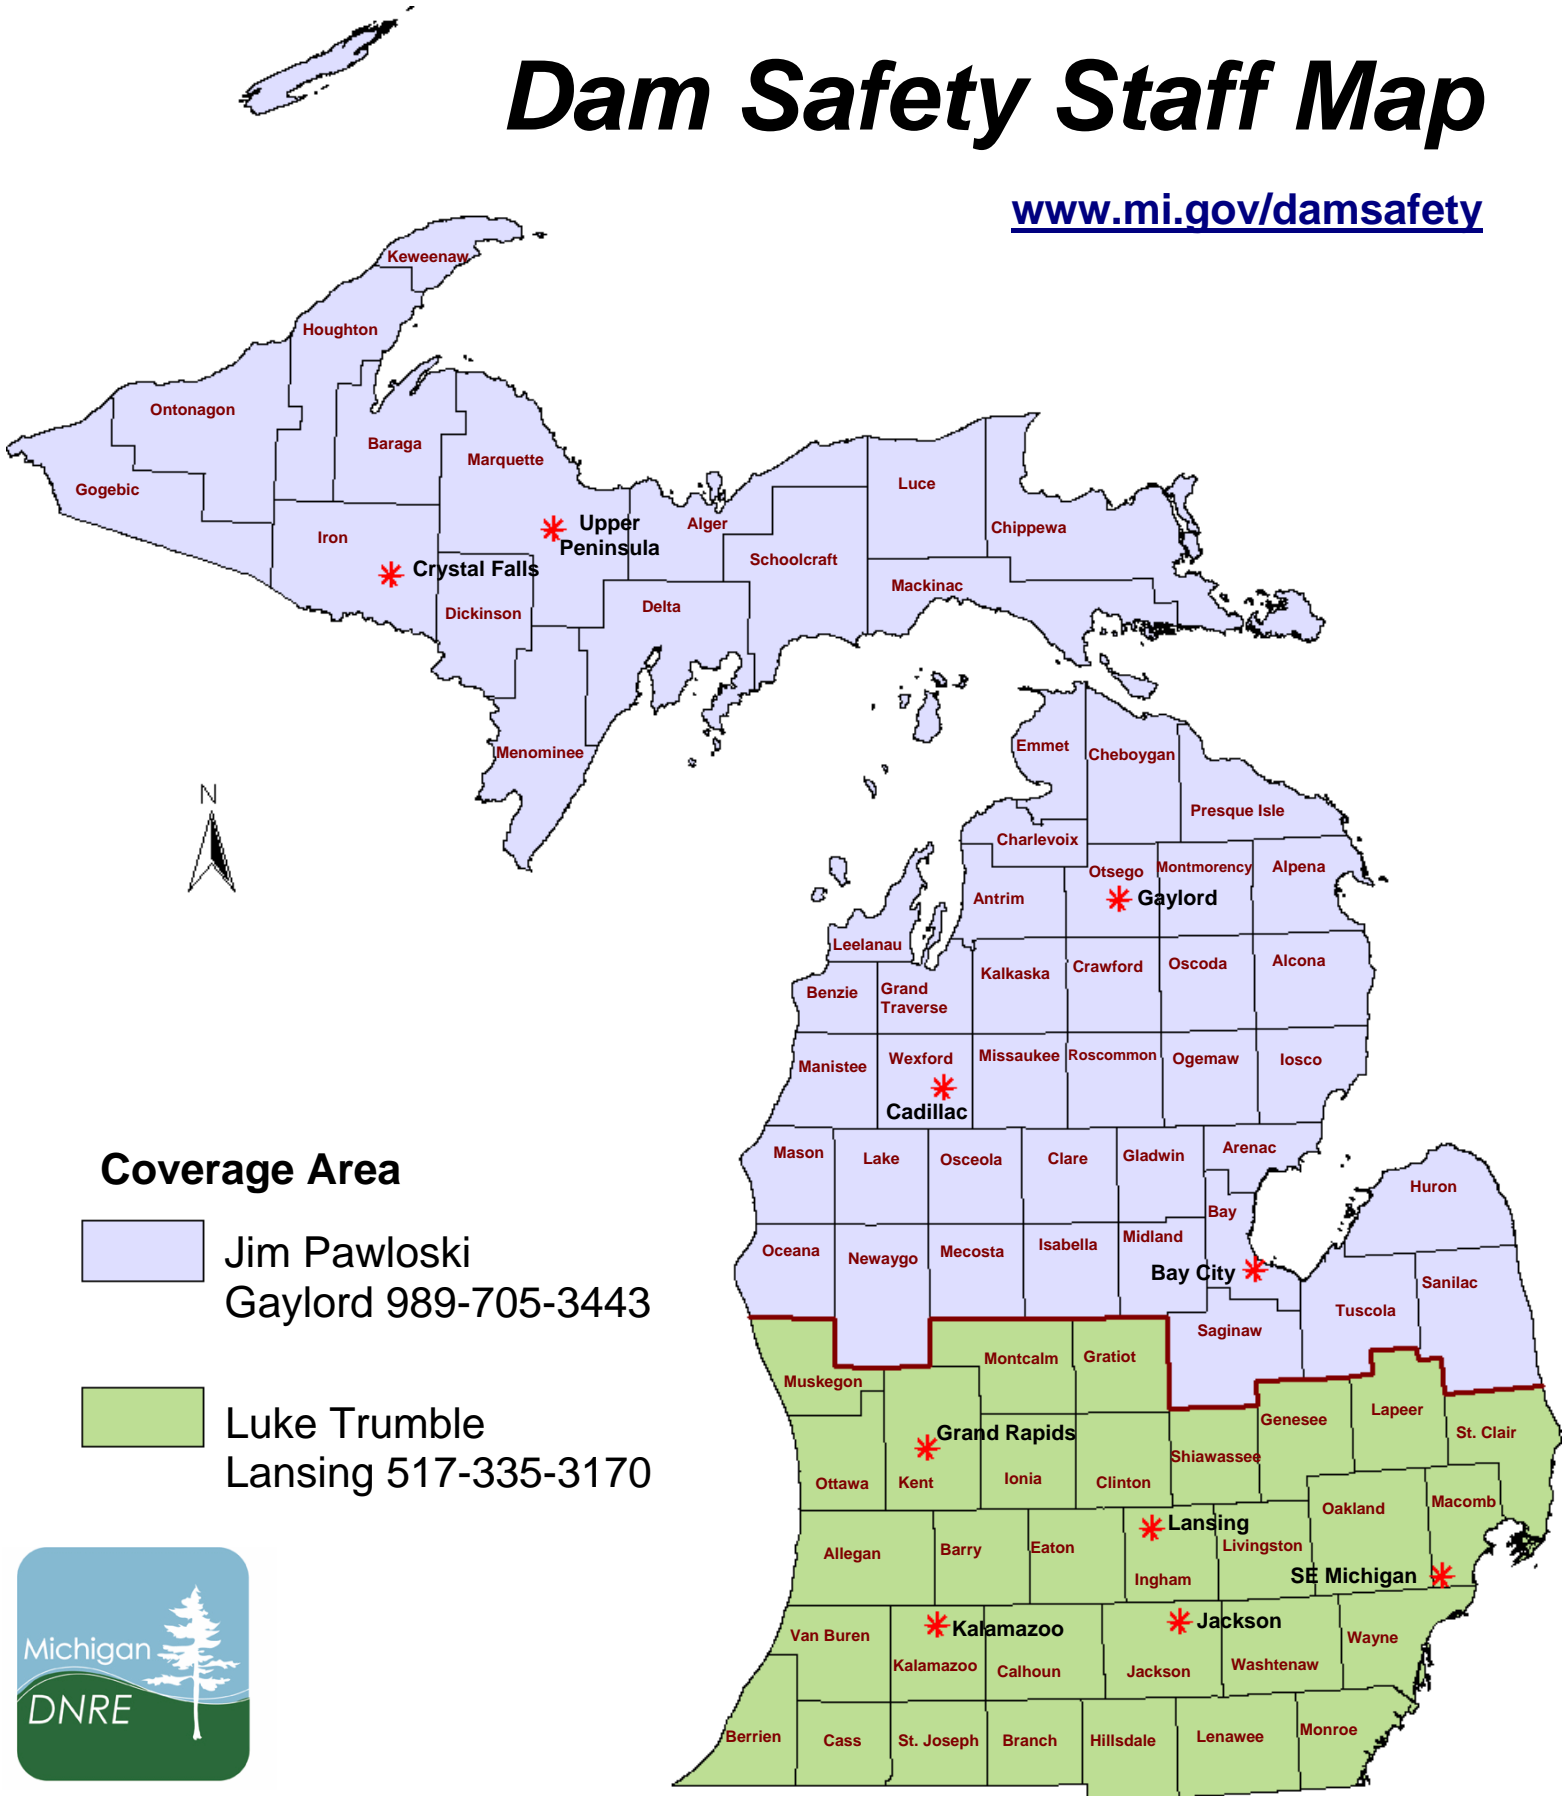 Dam Safety Staff Map
www.mi.gov/damsafety
Keweenaw
Houghton
Ontonagon
Baraga
Marquette
Gogebic
Luce
Iron
Upper
Peninsula
Alger
Chippewa
Schoolcraft
Crystal Falls
Mackinac
Dickinson
Delta
Menominee
N
Emmet
Cheboygan
Presque Isle
Charlevoix
Otsego
Montmorency
Alpena
Antrim
Gaylord
Leelanau
Kalkaska
Crawford
Oscoda
Alcona
Benzie
Grand
Traverse
Manistee
Wexford
Missaukee
Roscommon
Ogemaw
Iosco
Cadillac
Mason
Lake
Osceola
Clare
Gladwin
Arenac
Huron
Bay
Oceana
Newaygo
Mecosta
Isabella
Midland
Bay City
Sanilac
Tuscola
Saginaw
Coverage Area
Jim Pawloski
Gaylord 989-705-3443
Luke Trumble
Lansing 517-335-3170
Muskegon
Montcalm
Gratiot
Genesee
Lapeer
St. Clair
Grand Rapids
Shiawassee
Ottawa
Kent
Ionia
Clinton
Oakland
Macomb
Lansing
Allegan
Barry
Eaton
Livingston
Ingham
SE Michigan
Van Buren
Kalamazoo
Jackson
Wayne
Kalamazoo
Calhoun
Jackson
Washtenaw
Berrien
Cass
St. Joseph
Branch
Hillsdale
Lenawee
Monroe
Michigan
DNRE